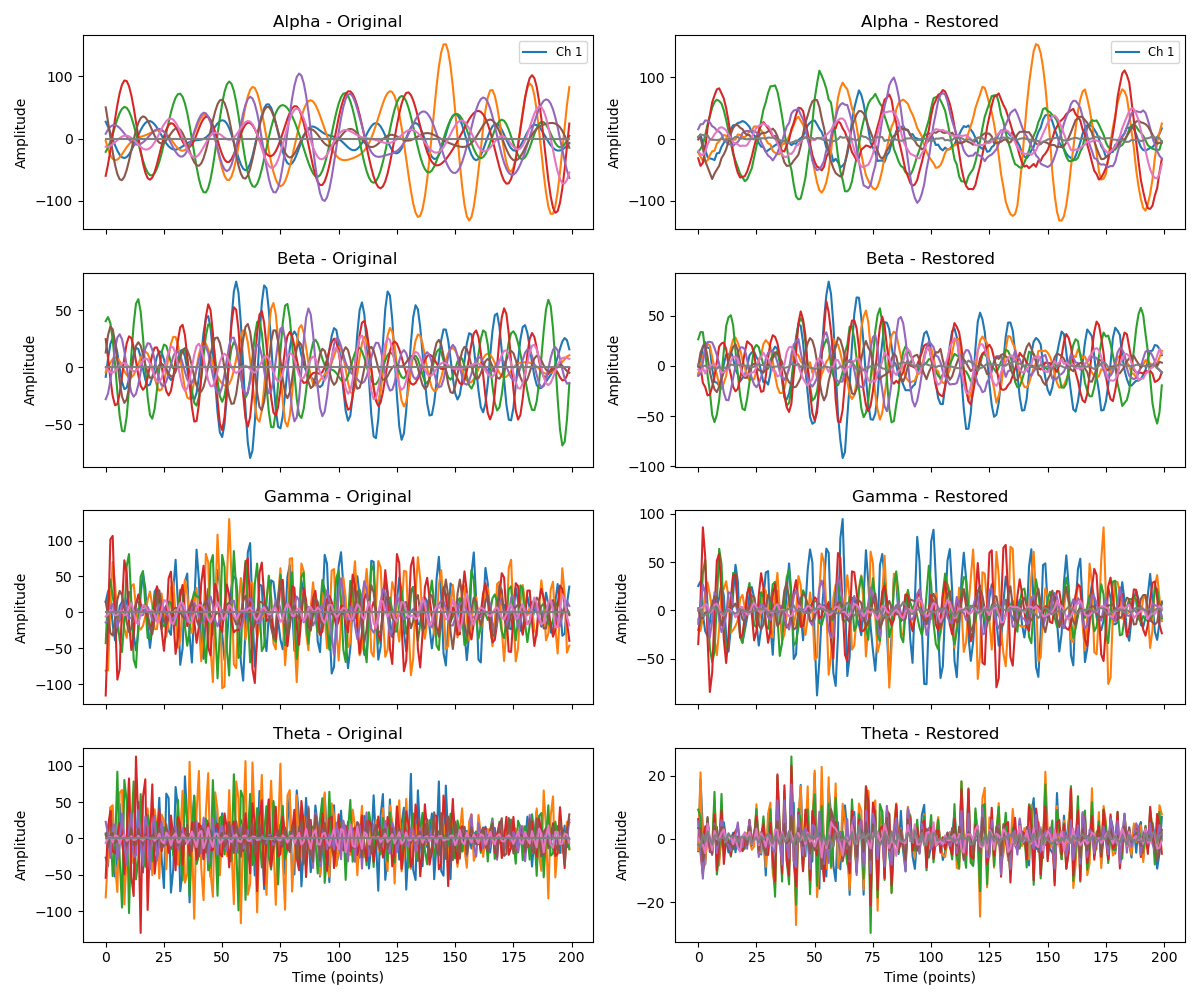 Alpha - Original
Alpha - Restored
Amplitude
100
0
−100
Ch 1
Amplitude
100
0
−100
Ch 1
Beta - Original
Beta - Restored
Amplitude
50
0
−50
Amplitude
50
0
−50
−100
Gamma - Original
Gamma - Restored
Amplitude
100
50
0
−50
−100
Amplitude
100
50
0
−50
Theta - Original
Theta - Restored
Amplitude
100
50
0
−50
−100
0 25 50 75 100 125 150 175 200
Time (points)
Amplitude
20
0
−20
0 25 50 75 100 125 150 175 200
Time (points)